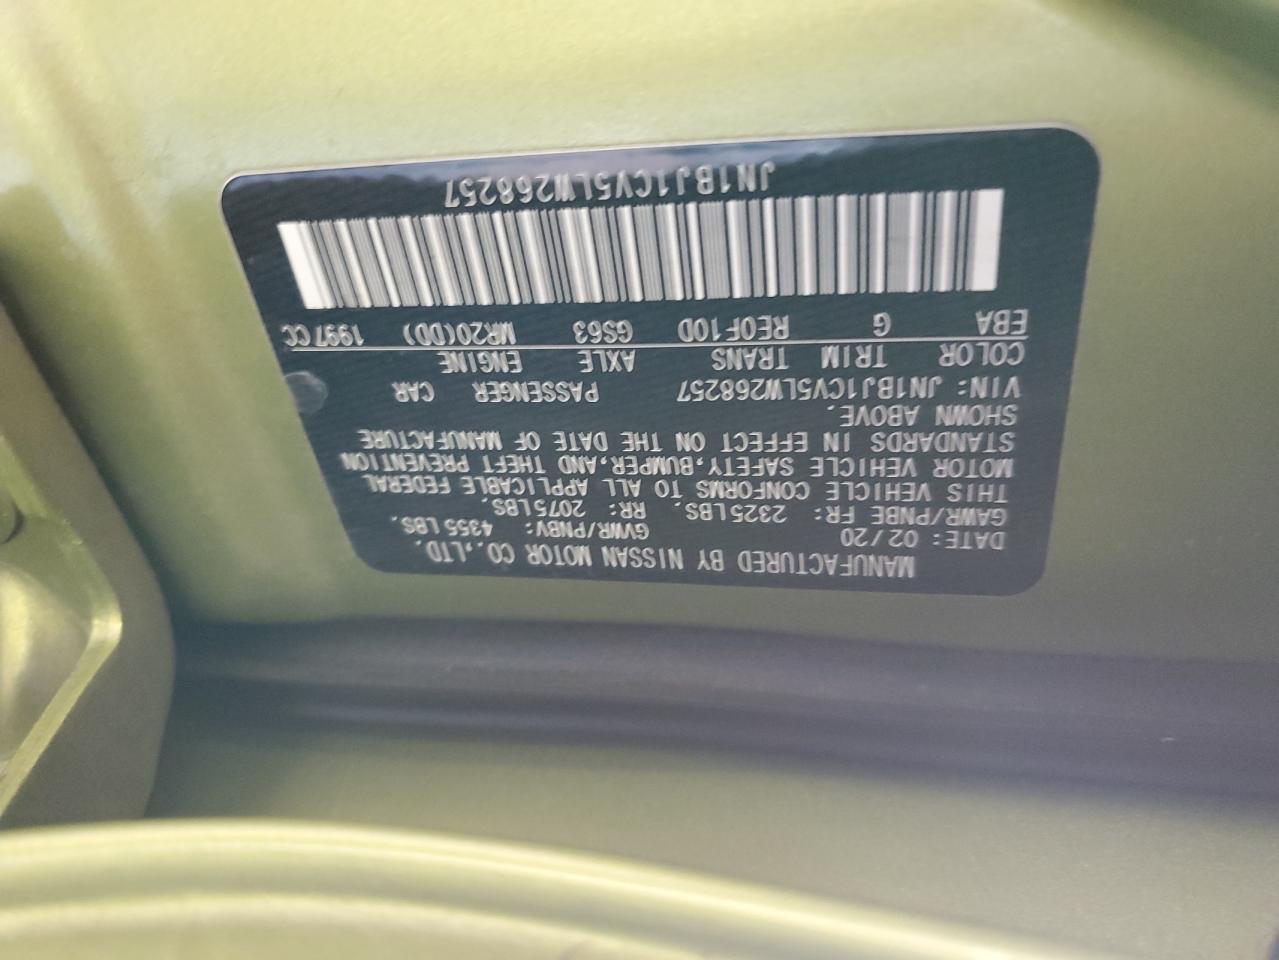 MANUFACTURED BY NISSAN MOTOR CO.,LTD.
DATE: 02/20 GVWR/PNBV: 4355LBS.
GAWR/PNBE FR: 2325LBS. RR: 2075LBS.
THIS VEHICLE CONFORMS TO ALL APPLICABLE FEDERAL
MOTOR VEHICLE SAFETY,BUMPER,AND THEFT PREVENTION
STANDARDS IN EFFECT ON THE DATE OF MANUFACTURE
SHOWN ABOVE.
VIN: JN1BJ1CV5LW268257 PASSENGER CAR
COLOR TRIM TRANS AXLE ENGINE
EBA G RE0F10D GS63 MR20(DD) 1997CC
JN1BJ1CV5LW268257